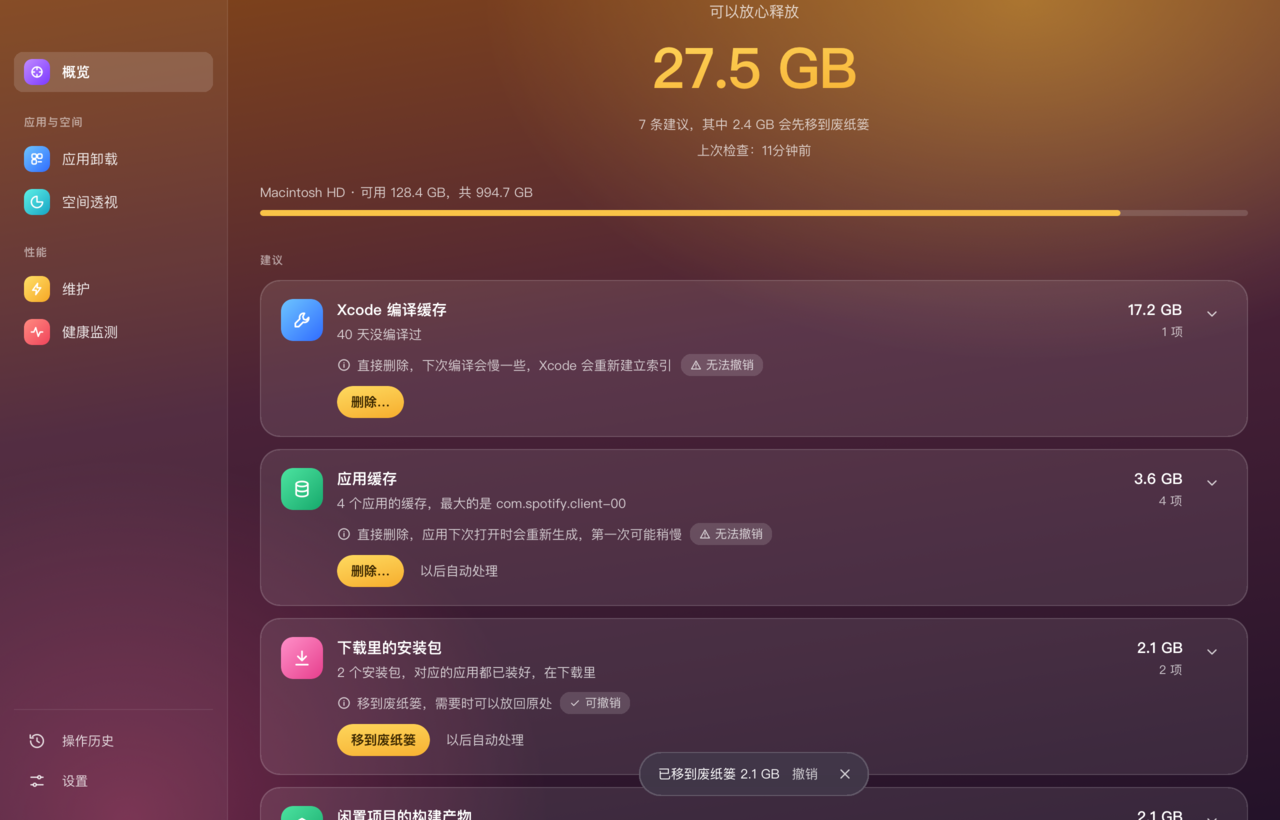 可以放心释放
27.5 GB
7 条建议，其中 2.4 GB 会先移到废纸篓
上次检查：11分钟前
概览
应用与空间
应用卸载
空间透视
性能
维护
健康监测
操作历史
设置
Macintosh HD · 可用 128.4 GB，共 994.7 GB
建议
Xcode 编译缓存
17.2 GB
40 天没编译过
1 项
直接删除，下次编译会慢一些，Xcode 会重新建立索引 无法撤销
删除...
应用缓存
3.6 GB
4 个应用的缓存，最大的是 com.spotify.client-00
4 项
直接删除，应用下次打开时会重新生成，第一次可能稍慢 无法撤销
删除... 以后自动处理
下载里的安装包
2.1 GB
2 个安装包，对应的应用都已装好，在下载里
2 项
移到废纸篓，需要时可以放回原处 可撤销
移到废纸篓 以后自动处理
已移到废纸篓 2.1 GB 撤销
闲置项目的构建产物
2.1 GB